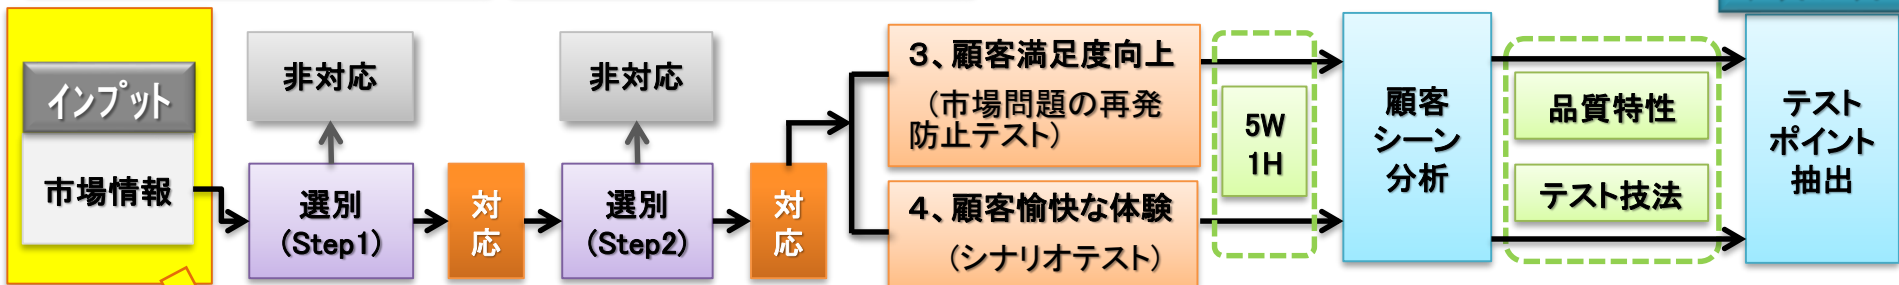 インプット
市場情報
非対応
選別
(Step1)
対
応
非対応
選別
(Step2)
対
応
3、顧客満足度向上
(市場問題の再発
防止テスト)
4、顧客愉快な体験
(シナリオテスト)
5W
1H
顧客
シーン
分析
品質特性
テスト技法
テスト
ポイント
抽出